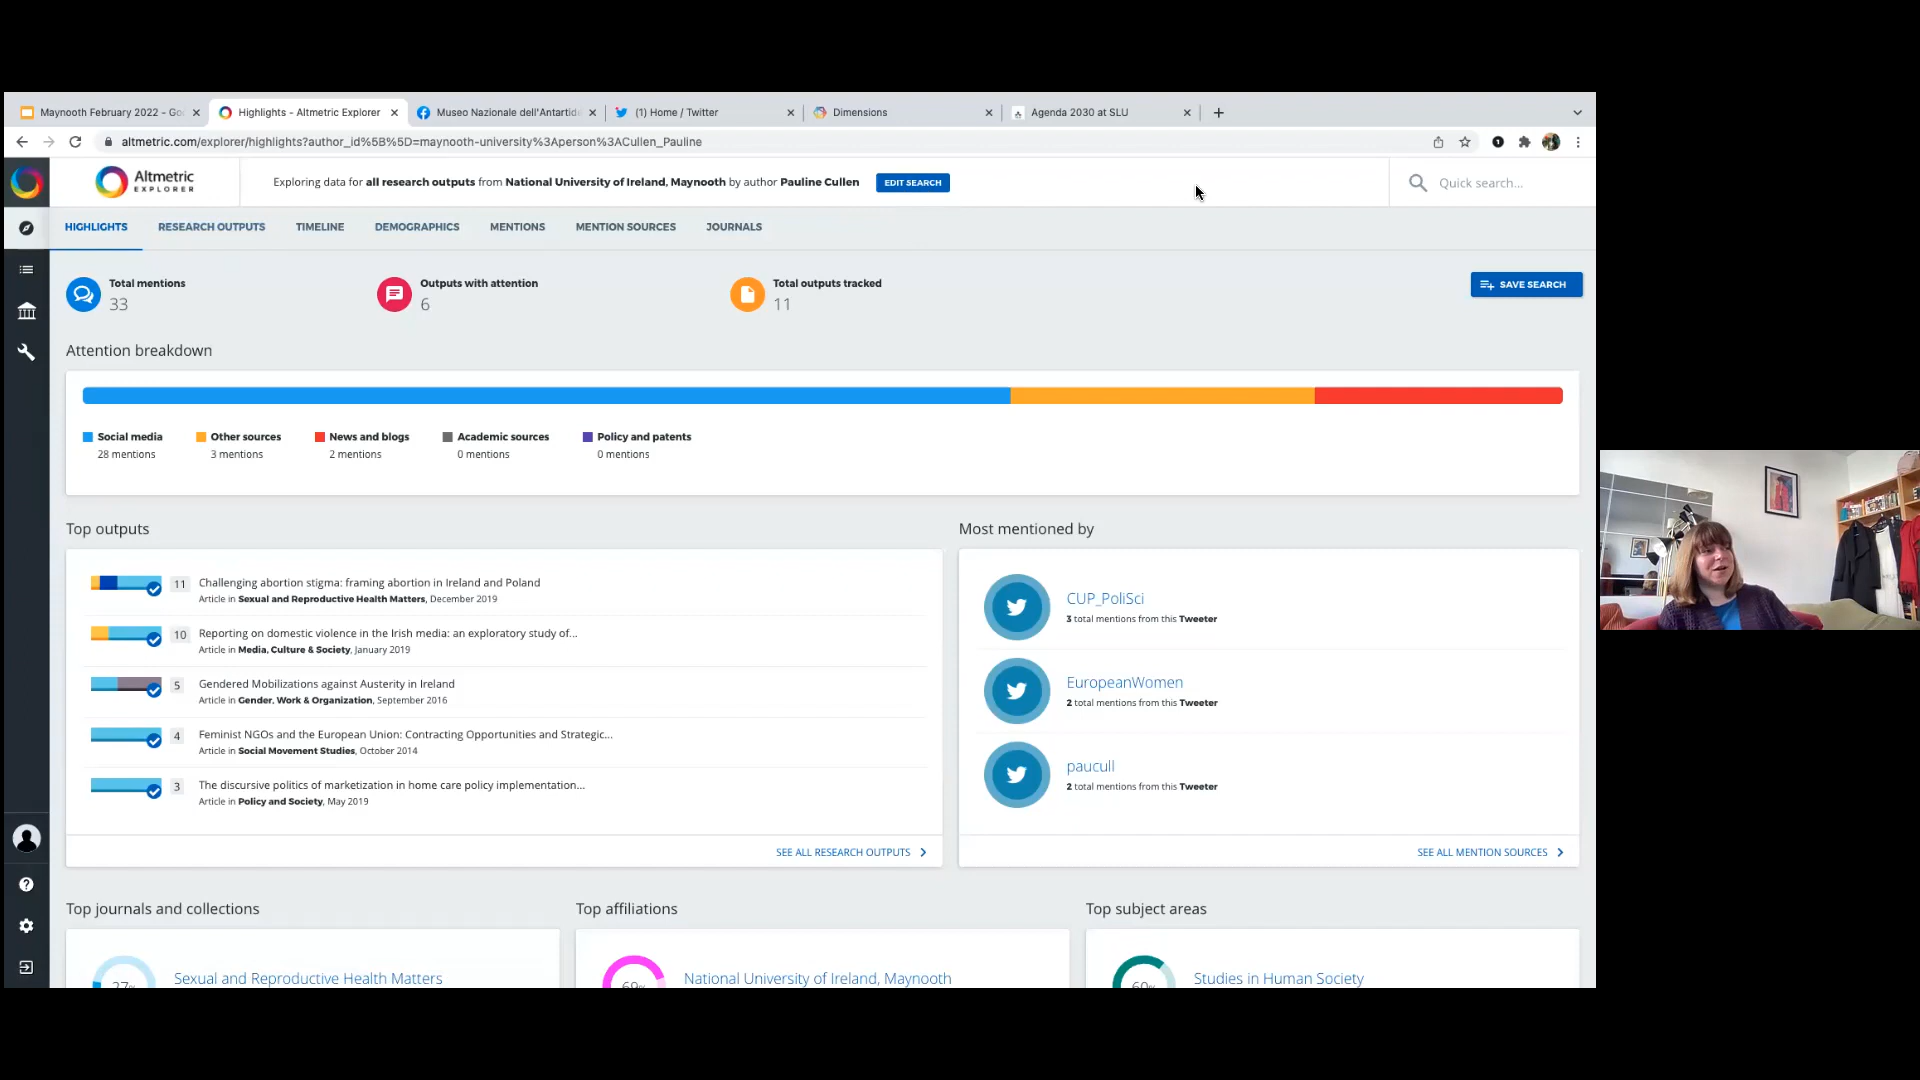 Maynooth February 2022 - Go
Highlights - Altmetric Explorer
Museo Nazionale dell'Antartide
(1) Home / Twitter
Dimensions
Agenda 2030 at SLU
altmetric.com/explorer/highlights?author_id%5B%5D=maynooth-university%3Aperson%3ACullen_Pauline
Altmetric
EXPLORER
Exploring data for all research outputs from National University of Ireland, Maynooth by author Pauline Cullen
EDIT SEARCH
Quick search...
HIGHLIGHTS
RESEARCH OUTPUTS
TIMELINE
DEMOGRAPHICS
MENTIONS
MENTION SOURCES
JOURNALS
Total mentions
33
Outputs with attention
6
Total outputs tracked
11
SAVE SEARCH
Attention breakdown
Social media
28 mentions
Other sources
3 mentions
News and blogs
2 mentions
Academic sources
0 mentions
Policy and patents
0 mentions
Top outputs
11 Challenging abortion stigma: framing abortion in Ireland and Poland
Article in Sexual and Reproductive Health Matters, December 2019
10 Reporting on domestic violence in the Irish media: an exploratory study of...
Article in Media, Culture & Society, January 2019
5 Gendered Mobilizations against Austerity in Ireland
Article in Gender, Work & Organization, September 2016
4 Feminist NGOs and the European Union: Contracting Opportunities and Strategic...
Article in Social Movement Studies, October 2014
3 The discursive politics of marketization in home care policy implementation...
Article in Policy and Society, May 2019
SEE ALL RESEARCH OUTPUTS
Most mentioned by
CUP_PoliSci
3 total mentions from this Tweeter
EuropeanWomen
2 total mentions from this Tweeter
paucull
2 total mentions from this Tweeter
SEE ALL MENTION SOURCES
Top journals and collections
Sexual and Reproductive Health Matters
Top affiliations
National University of Ireland, Maynooth
Top subject areas
Studies in Human Society